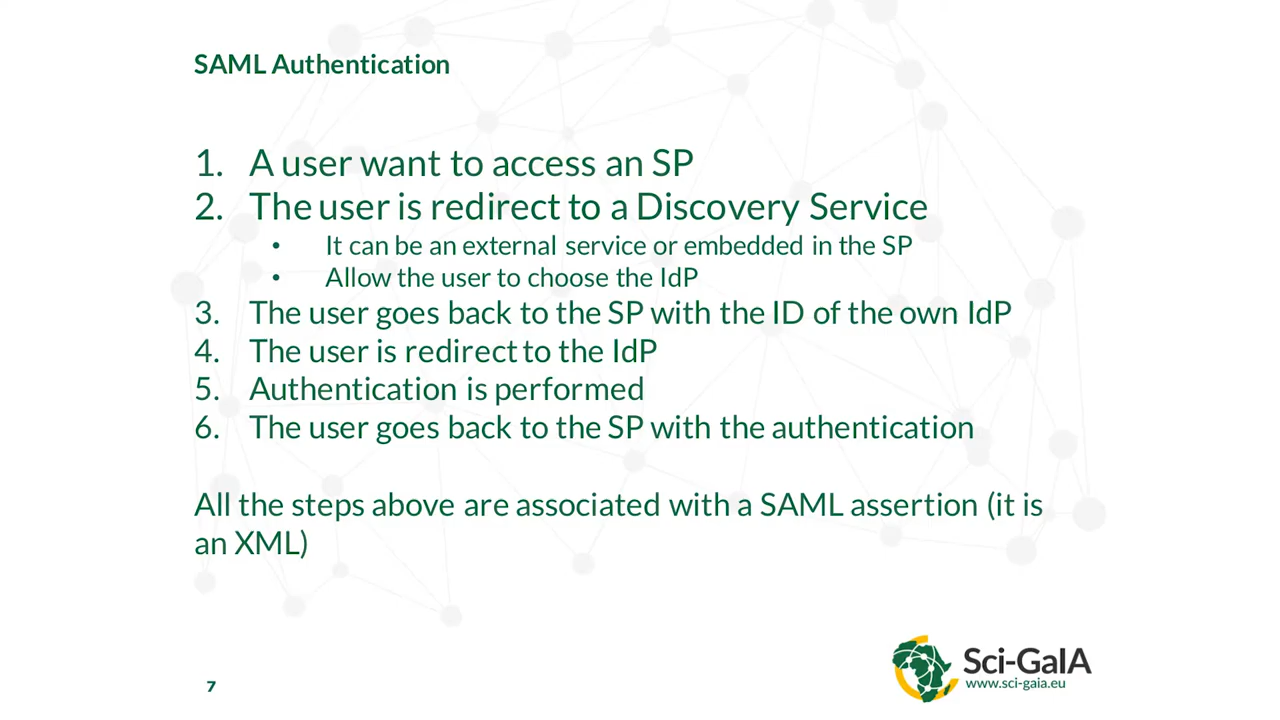 SAML Authentication
1. A user want to access an SP
2. The user is redirect to a Discovery Service
• It can be an external service or embedded in the SP
• Allow the user to choose the IdP
3. The user goes back to the SP with the ID of the own IdP
4. The user is redirect to the IdP
5. Authentication is performed
6. The user goes back to the SP with the authentication
All the steps above are associated with a SAML assertion (it is
an XML)
Sci-GaIA
www.sci-gaia.eu
7